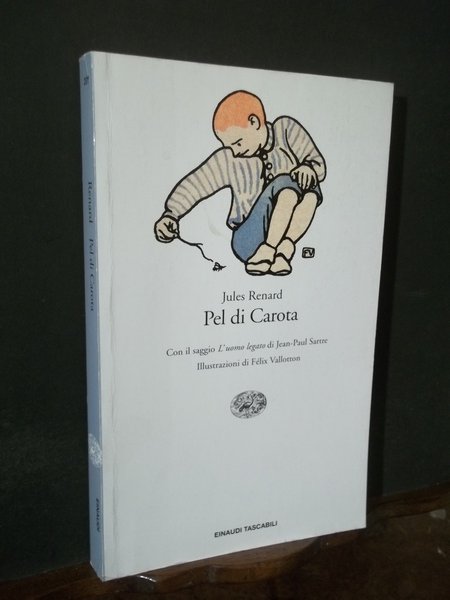 FV
Jules Renard
Pel di Carota
Con il saggio L'uomo legato di Jean-Paul Sartre
Illustrazioni di Félix Vallotton
EINAUDI TASCABILI
Renard Pel di Carota
EINAUDI